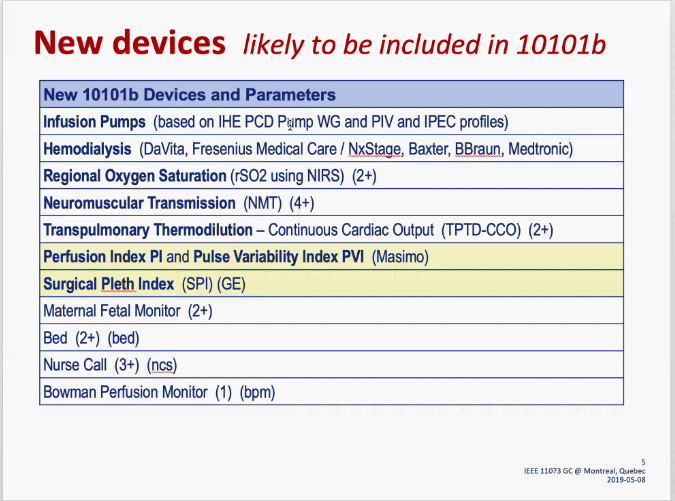 New devices likely to be included in 10101b
New 10101b Devices and Parameters
Infusion Pumps (based on IHE PCD Pump WG and PIV and IPEC profiles)
Hemodialysis (DaVita, Fresenius Medical Care / NxStage, Baxter, BBraun, Medtronic)
Regional Oxygen Saturation (rSO2 using NIRS) (2+)
Neuromuscular Transmission (NMT) (4+)
Transpulmonary Thermodilution – Continuous Cardiac Output (TPTD-CCO) (2+)
Perfusion Index PI and Pulse Variability Index PVI (Masimo)
Surgical Pleth Index (SPI) (GE)
Maternal Fetal Monitor (2+)
Bed (2+) (bed)
Nurse Call (3+) (ncs)
Bowman Perfusion Monitor (1) (bpm)
5
IEEE 11073 GC @ Montreal, Quebec
2019-05-08